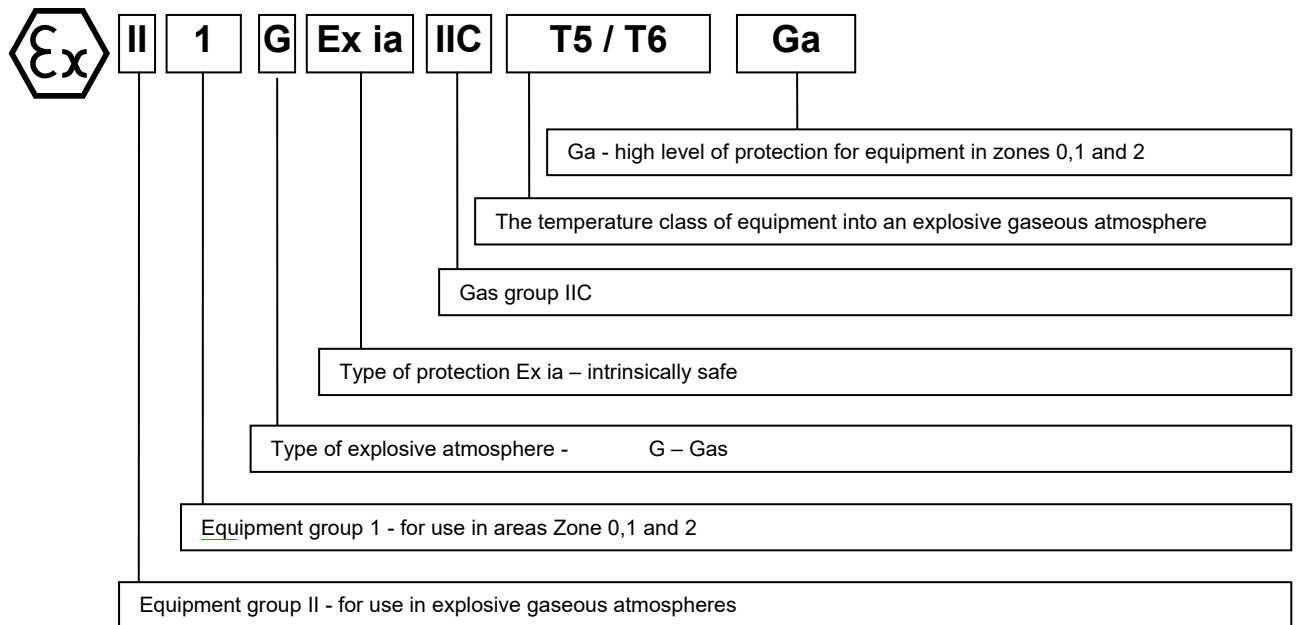 Ex II 1 G Ex ia IIC T5 / T6 Ga
Ga - high level of protection for equipment in zones 0,1 and 2
The temperature class of equipment into an explosive gaseous atmosphere
Gas group IIC
Type of protection Ex ia – intrinsically safe
Type of explosive atmosphere - G – Gas
Equipment group 1 - for use in areas Zone 0,1 and 2
Equipment group II - for use in explosive gaseous atmospheres